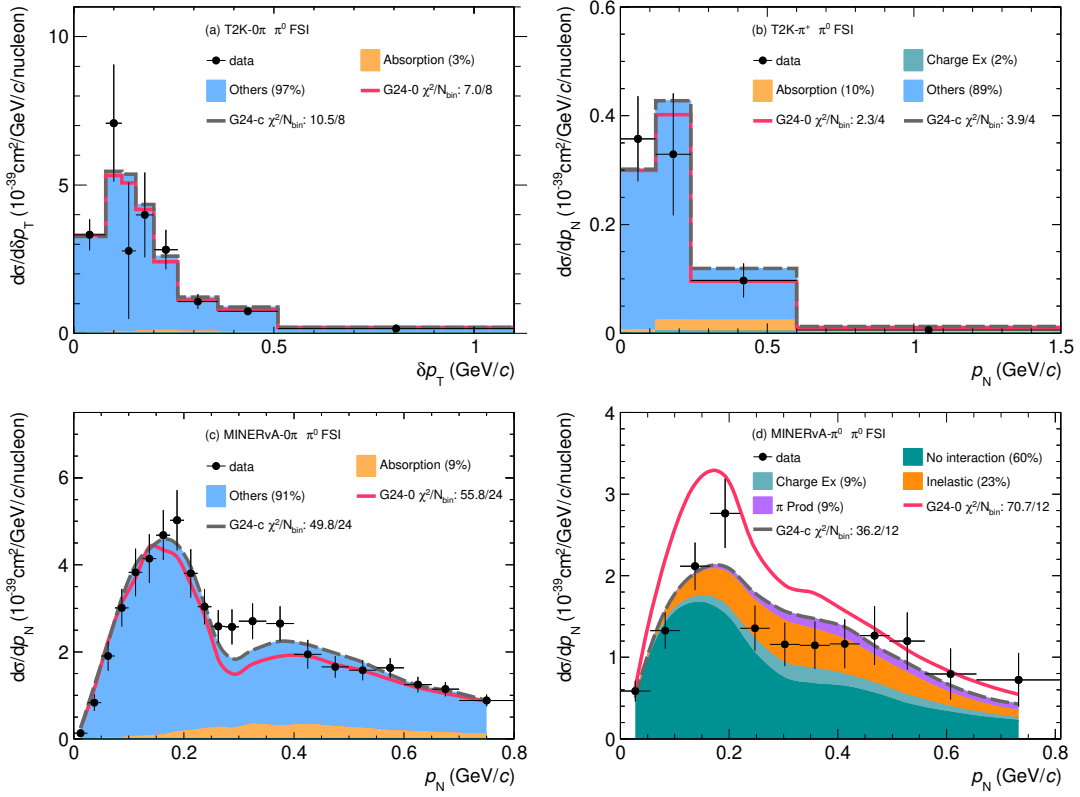 (a) T2K-0π π⁰ FSI
data
Absorption (3%)
Others (97%)
G24-0 χ²/N_bin: 7.0/8
G24-c χ²/N_bin: 10.5/8
dσ/dδp_T (10⁻³⁹cm²/GeV/c/nucleon)
10
5
0
0 0.5 1
δp_T (GeV/c)
(b) T2K-π⁺ π⁰ FSI
data
Charge Ex (2%)
Absorption (10%)
Others (89%)
G24-0 χ²/N_bin: 2.3/4
G24-c χ²/N_bin: 3.9/4
dσ/dp_N (10⁻³⁹cm²/GeV/c/nucleon)
0.6
0.4
0.2
0
0 0.5 1 1.5
p_N (GeV/c)
(c) MINERvA-0π π⁰ FSI
data
Absorption (9%)
Others (91%)
G24-0 χ²/N_bin: 55.8/24
G24-c χ²/N_bin: 49.8/24
dσ/dp_N (10⁻³⁹cm²/GeV/c/nucleon)
6
4
2
0
0 0.2 0.4 0.6 0.8
p_N (GeV/c)
(d) MINERvA-π⁰ π⁰ FSI
data
No interaction (60%)
Charge Ex (9%)
Inelastic (23%)
π Prod (9%)
G24-0 χ²/N_bin: 70.7/12
G24-c χ²/N_bin: 36.2/12
dσ/dp_N (10⁻³⁹cm²/GeV/c/nucleon)
4
3
2
1
0
0 0.2 0.4 0.6 0.8
p_N (GeV/c)